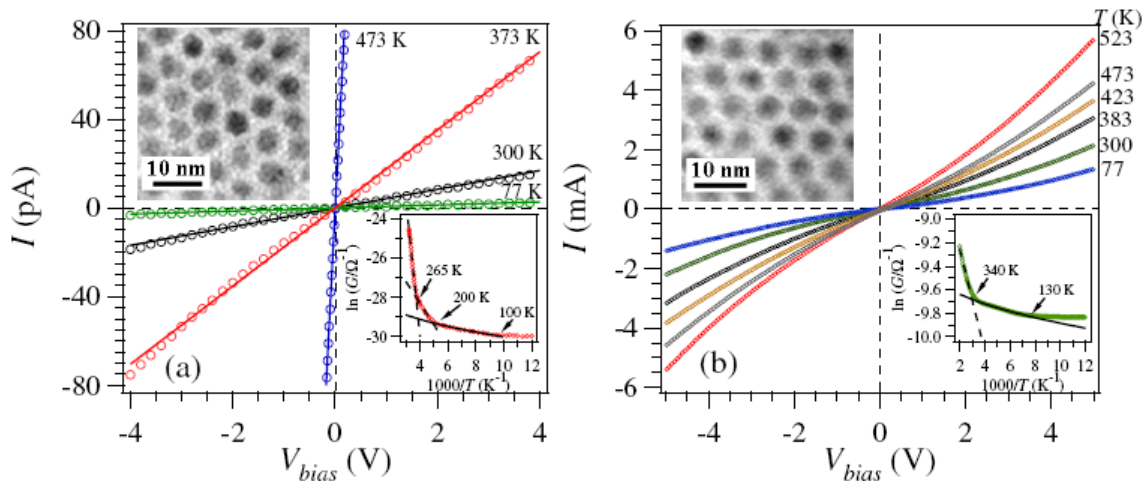 80
40
0
-40
-80
I (pA)
10 nm
473 K
373 K
300 K
77 K
(a)
-4
-2
0
2
4
V_bias (V)
ln (G/Ω⁻¹)
-24
-26
-28
-30
265 K
200 K
100 K
4
6
8
10
12
1000/T (K⁻¹)
6
4
2
0
-2
-4
-6
I (mA)
10 nm
T (K)
523
473
423
383
300
77
(b)
-4
-2
0
2
4
V_bias (V)
ln (G/Ω⁻¹)
-9.0
-9.2
-9.4
-9.6
-9.8
-10.0
340 K
130 K
2
4
6
8
10
12
1000/T (K⁻¹)